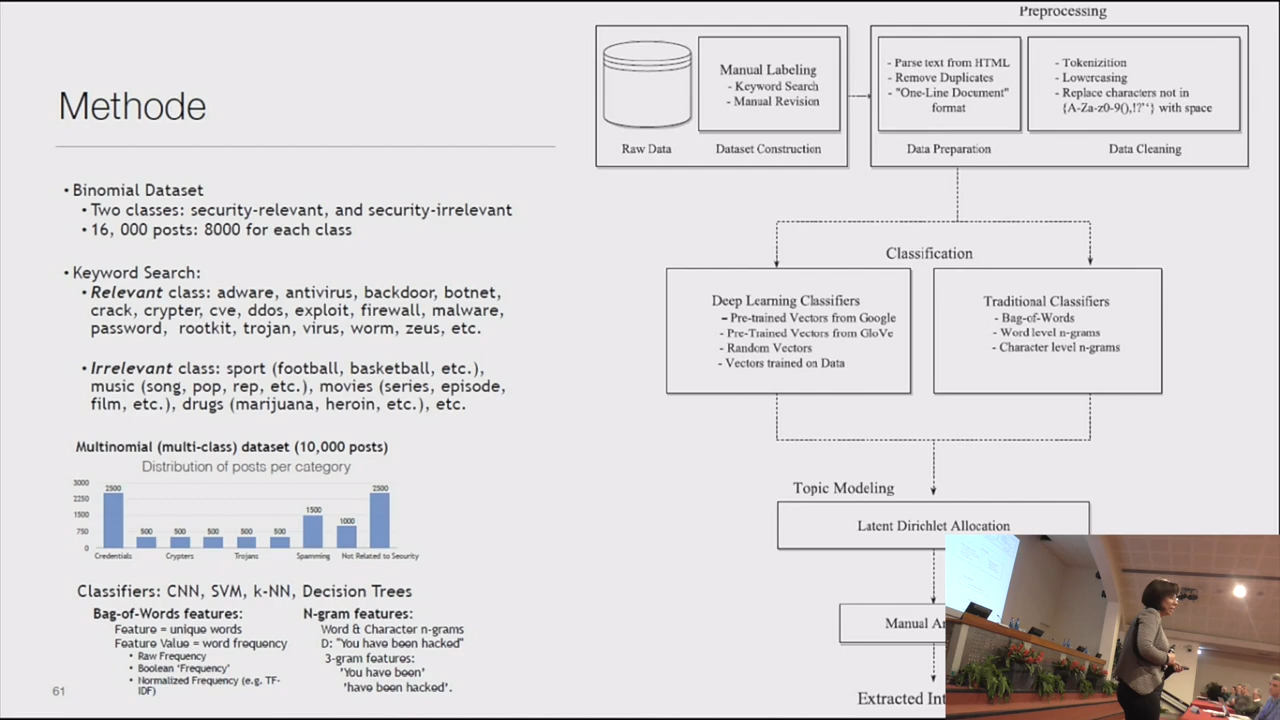 Methode
• Binomial Dataset
• Two classes: security-relevant, and security-irrelevant
• 16, 000 posts: 8000 for each class
• Keyword Search:
• Relevant class: adware, antivirus, backdoor, botnet,
crack, crypter, cve, ddos, exploit, firewall, malware,
password, rootkit, trojan, virus, worm, zeus, etc.
• Irrelevant class: sport (football, basketball, etc.),
music (song, pop, rep, etc.), movies (series, episode,
film, etc.), drugs (marijuana, heroin, etc.), etc.
Multinomial (multi-class) dataset (10,000 posts)
Distribution of posts per category
3000
2250
1500
750
0
2500
500
500
500
500
500
1500
1000
2500
Credentials
Crypters
Trojans
Spamming
Not Related to Security
Classifiers: CNN, SVM, k-NN, Decision Trees
Bag-of-Words features:
Feature = unique words
Feature Value = word frequency
• Raw Frequency
• Boolean 'Frequency'
• Normalized Frequency (e.g. TF-
IDF)
N-gram features:
Word & Character n-grams
D: "You have been hacked"
3-gram features:
'You have been'
'have been hacked'.
61
Preprocessing
Raw Data
Manual Labeling
- Keyword Search
- Manual Revision
Dataset Construction
- Parse text from HTML
- Remove Duplicates
- "One-Line Document"
format
Data Preparation
- Tokenizition
- Lowercasing
- Replace characters not in
{A-Za-z0-9(),!?'`} with space
Data Cleaning
Classification
Deep Learning Classifiers
- Pre-trained Vectors from Google
- Pre-Trained Vectors from GloVe
- Random Vectors
- Vectors trained on Data
Traditional Classifiers
- Bag-of-Words
- Word level n-grams
- Character level n-grams
Topic Modeling
Latent Dirichlet Allocation
Manual
Extracted